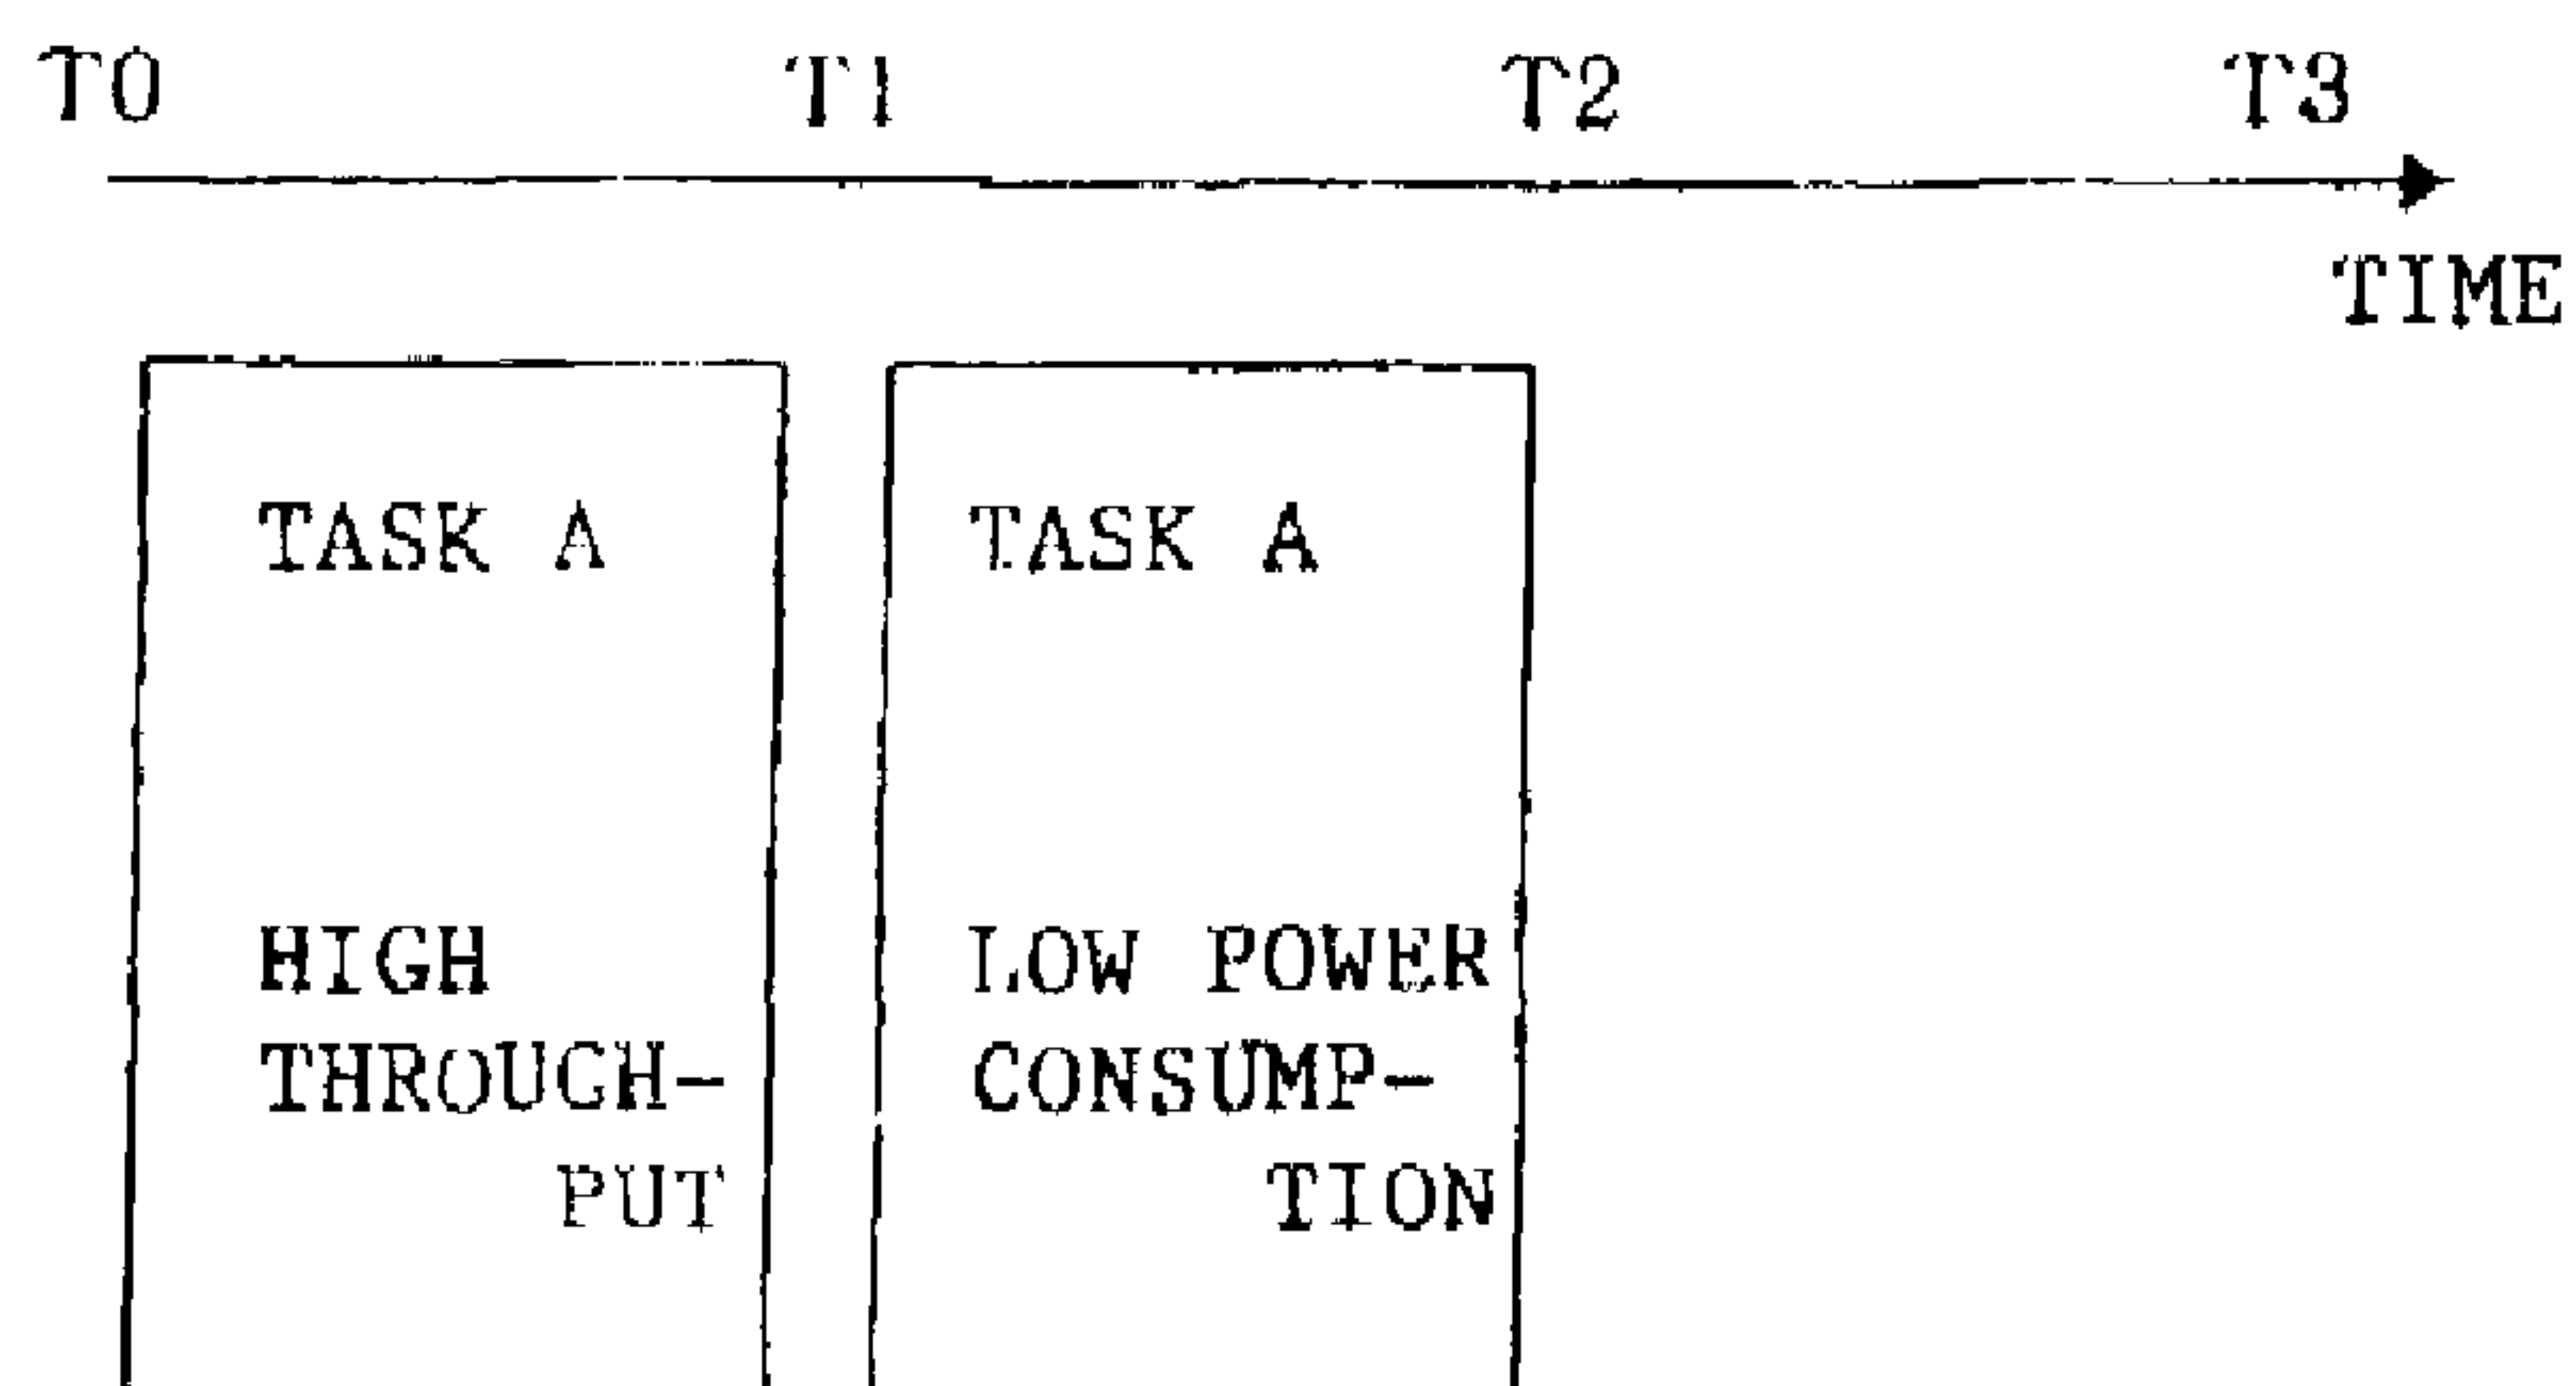 T0 T1 T2 T3
TIME
TASK A
HIGH
THROUGH-
PUT
TASK A
LOW POWER
CONSUMP-
TION